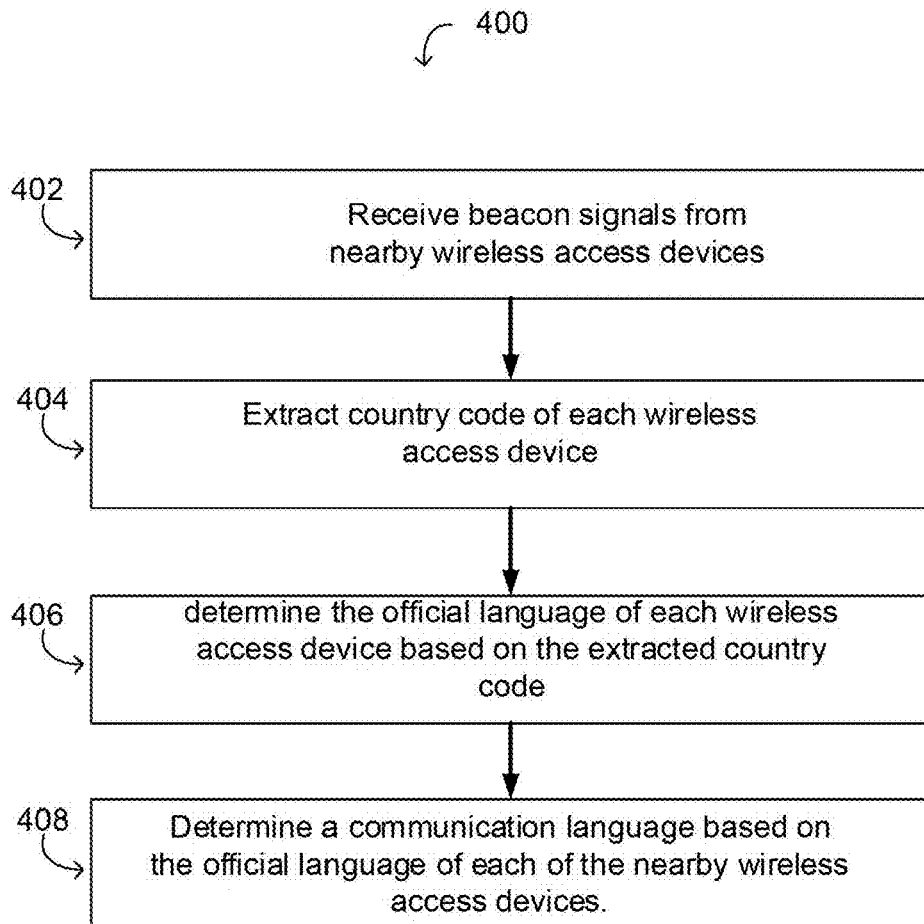 400
402
Receive beacon signals from
nearby wireless access devices
404
Extract country code of each wireless
access device
406
determine the official language of each wireless
access device based on the extracted country
code
408
Determine a communication language based on
the official language of each of the nearby wireless
access devices.